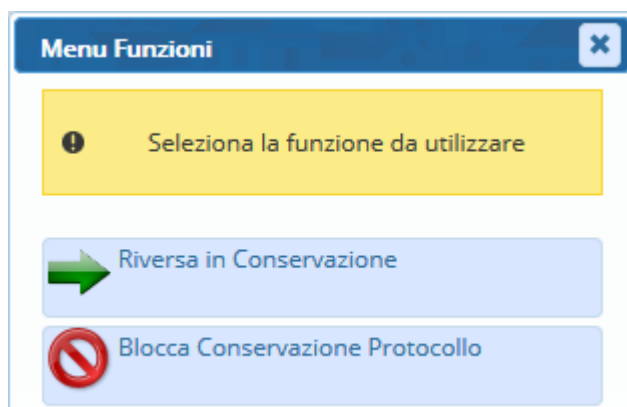 Menu Funzioni
Seleziona la funzione da utilizzare
Riversa in Conservazione
Blocca Conservazione Protocollo